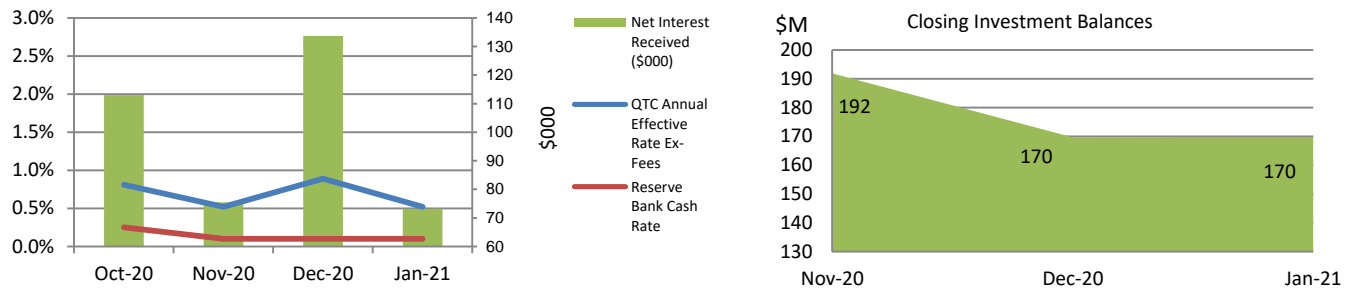 3.0%
2.5%
2.0%
1.5%
1.0%
0.5%
0.0%
140
130
120
110
100
90
80
70
60
$000
Oct-20 Nov-20 Dec-20 Jan-21
Net Interest
Received
($000)
QTC Annual
Effective
Rate Ex-
Fees
Reserve
Bank Cash
Rate
$M
Closing Investment Balances
200
190
180
170
160
150
140
130
192
170
170
Nov-20 Dec-20 Jan-21